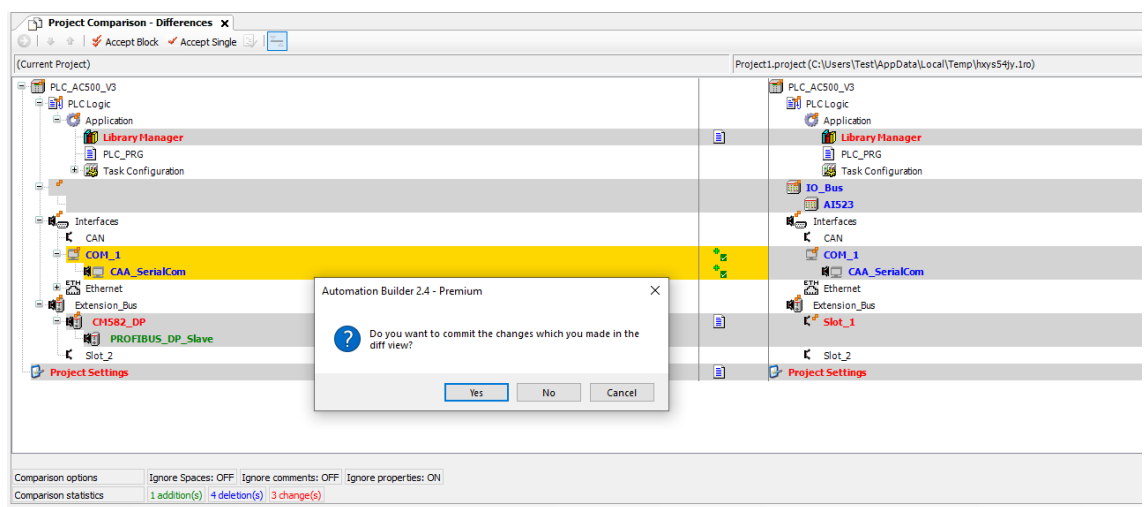 Project Comparison - Differences X
Accept Block Accept Single
(Current Project) Project1.project (C:\Users\Test\AppData\Local\Temp\hxys54jy.1ro)
PLC_AC500_V3 PLC_AC500_V3
PLC Logic PLC Logic
Application Application
Library Manager Library Manager
PLC_PRG PLC_PRG
Task Configuration Task Configuration
IO_Bus
AI523
Interfaces Interfaces
CAN CAN
COM_1 COM_1
CAA_SerialCom CAA_SerialCom
ETH Ethernet ETH Ethernet
Extension_Bus Extension_Bus
CM582_DP Slot_1
PROFIBUS_DP_Slave
Slot_2 Slot_2
Project Settings Project Settings
Automation Builder 2.4 - Premium
Do you want to commit the changes which you made in the
diff view?
Yes No Cancel
Comparison options Ignore Spaces: OFF Ignore comments: OFF Ignore properties: ON
Comparison statistics 1 addition(s) 4 deletion(s) 3 change(s)